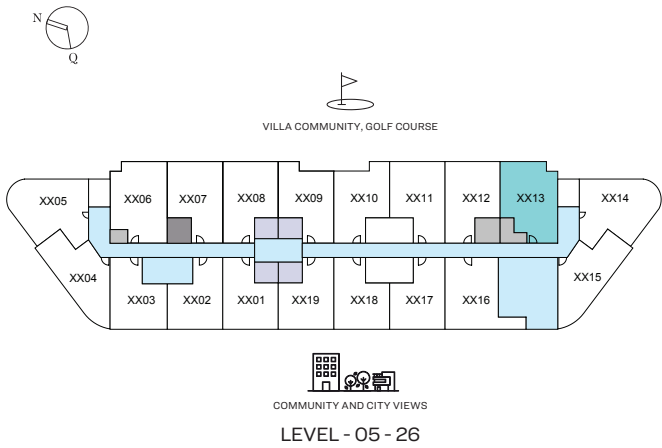 N
Q
VILLA COMMUNITY, GOLF COURSE
XX05
XX06
XX07
XX08
XX09
XX10
XX11
XX12
XX13
XX14
XX04
XX03
XX02
XX01
XX19
XX18
XX17
XX16
XX15
COMMUNITY AND CITY VIEWS
LEVEL - 05 - 26